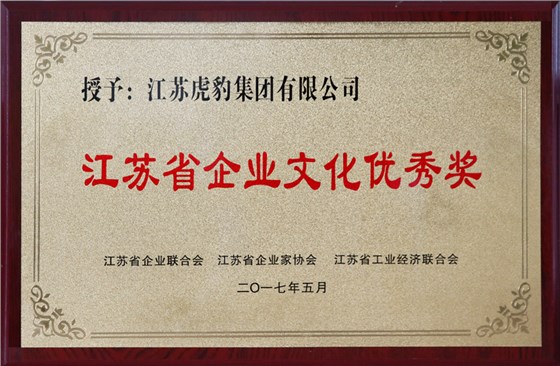 授予：江苏虎豹集团有限公司
江苏省企业文化优秀奖
江苏省企业联合会 江苏省企业家协会 江苏省工业经济联合会
二〇一七年五月